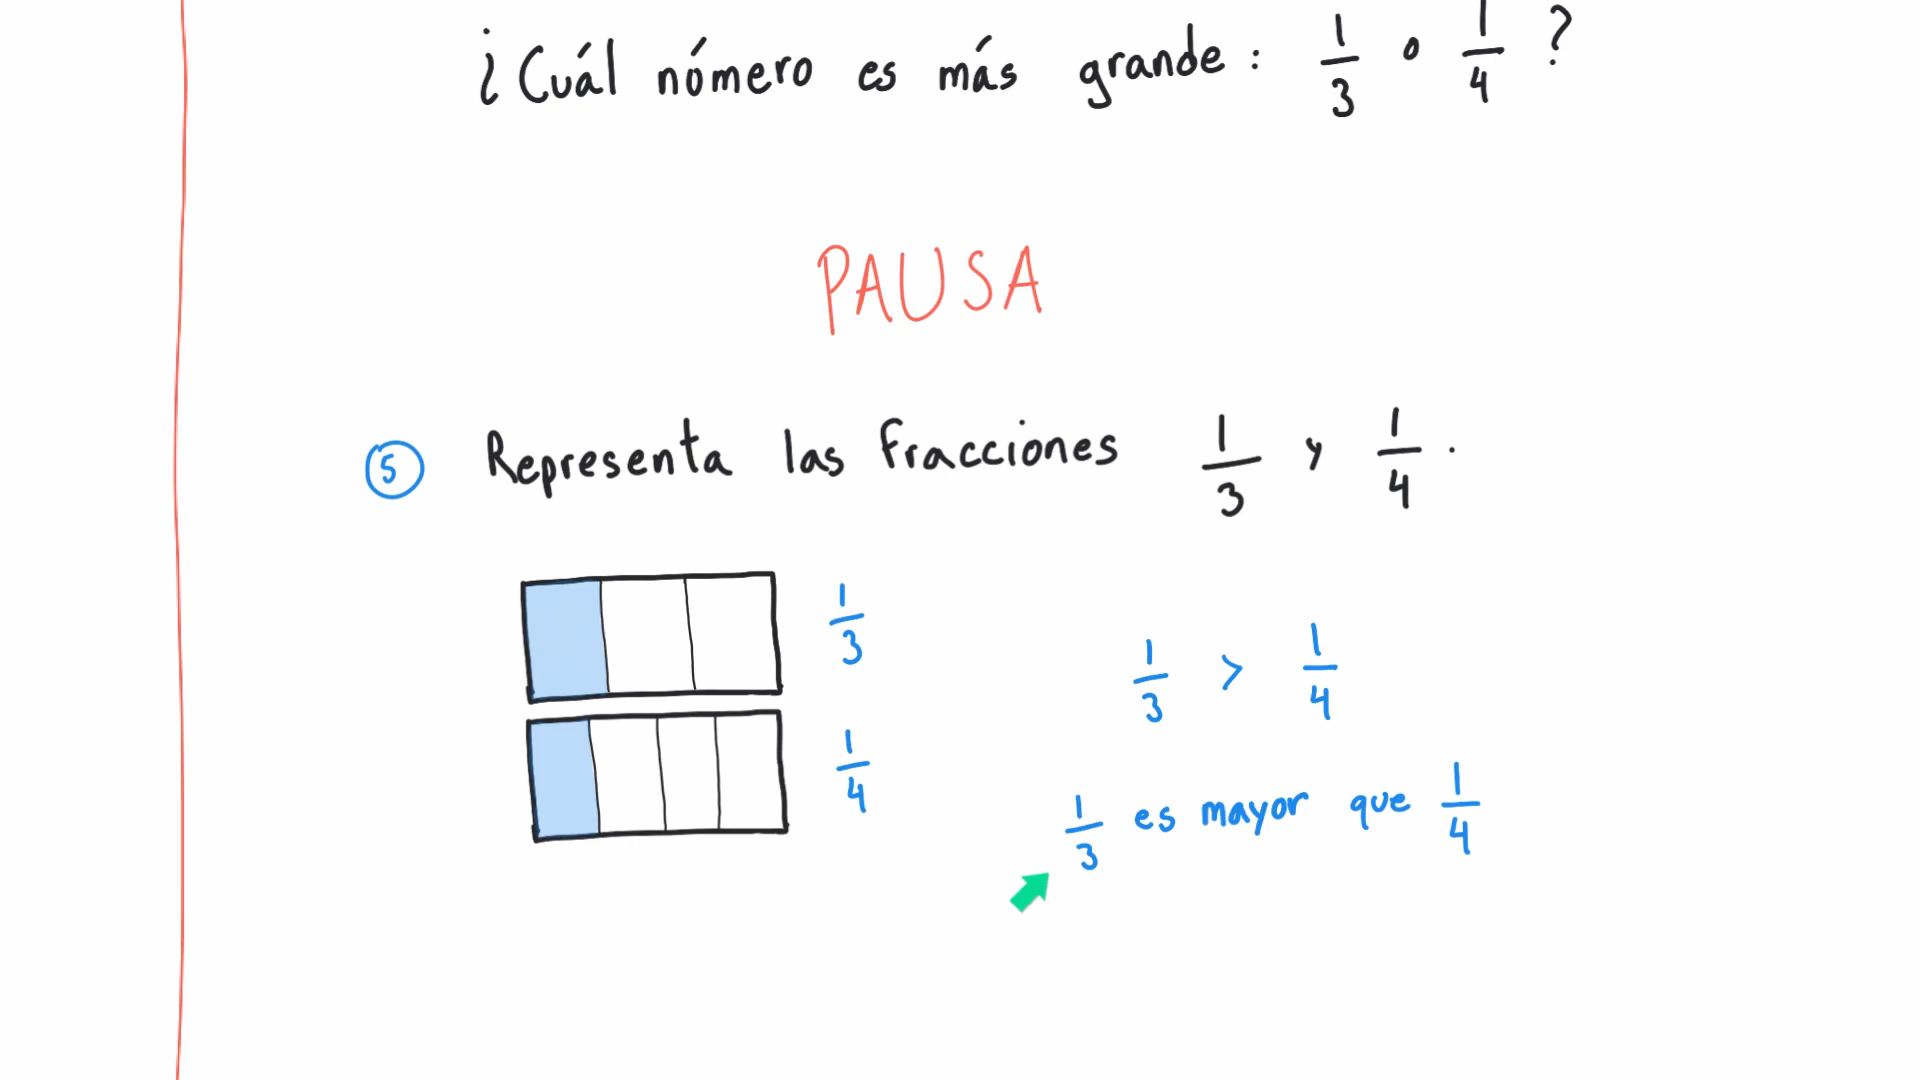 ¿Cuál número es más grande: 1/3 o 1/4 ?
PAUSA
5 Representa las fracciones 1/3 y 1/4 .
1/3
1/4
1/3 > 1/4
1/3 es mayor que 1/4